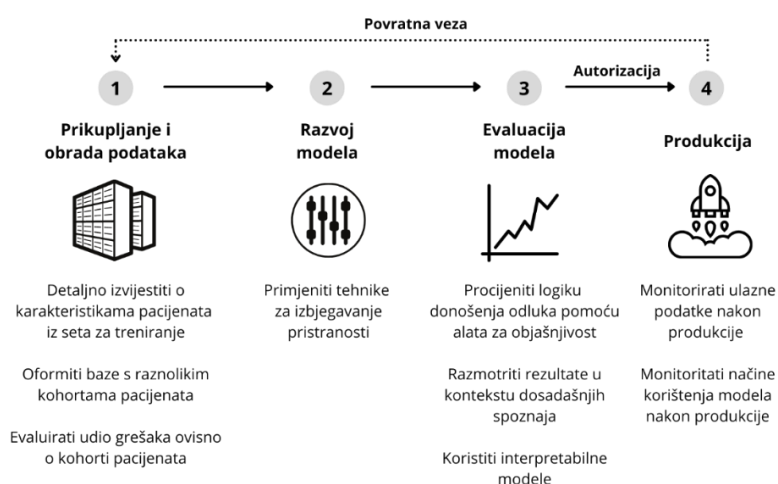 Povratna veza
1
2
3
Autorizacija
4
Prikupljanje i
obrada podataka
Razvoj
modela
Evaluacija
modela
Produkcija
Detaljno izvijestiti o
karakteristikama pacijenata
iz seta za treniranje
Oformiti baze s raznolikim
kohortama pacijenata
Evaluirati udio grešaka ovisno
o kohorti pacijenata
Primjeniti tehnike
za izbjegavanje
pristranosti
Procijeniti logiku
donošenja odluka pomoću
alata za objašnjivost
Razmotriti rezultate u
kontekstu dosadašnjih
spoznaja
Koristiti interpretabilne
modele
Monitorirati ulazne
podatke nakon
produkcije
Monitoritati načine
korištenja modela
nakon produkcije